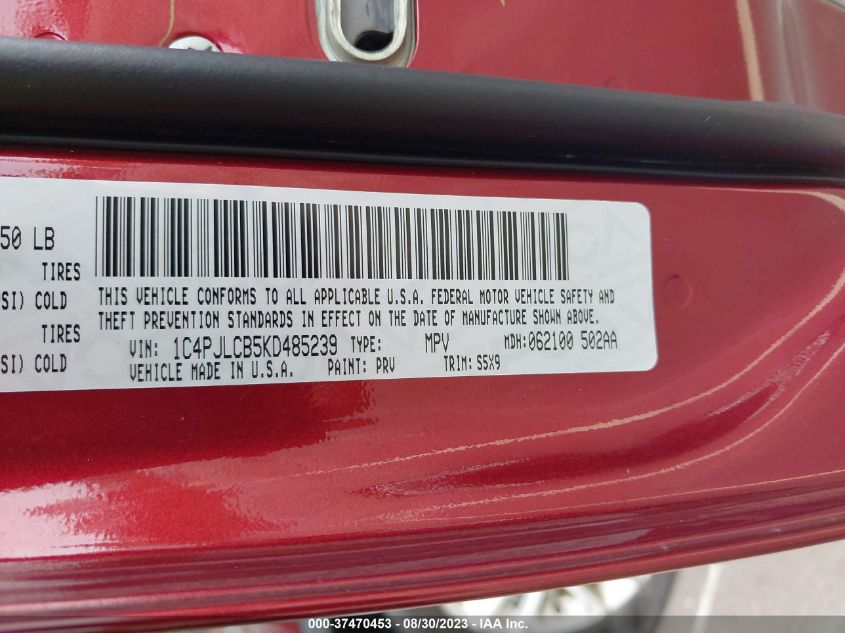 50 LB
TIRES
SI) COLD
TIRES
SI) COLD
THIS VEHICLE CONFORMS TO ALL APPLICABLE U.S.A. FEDERAL MOTOR VEHICLE SAFETY AND
THEFT PREVENTION STANDARDS IN EFFECT ON THE DATE OF MANUFACTURE SHOWN ABOVE.
VIN: 1C4PJLCB5KD485239 TYPE: MPV MDH:062100 502AA
VEHICLE MADE IN U.S.A. PAINT: PRV TRIM: S5X9
000-37470453 - 08/30/2023 - IAA Inc.